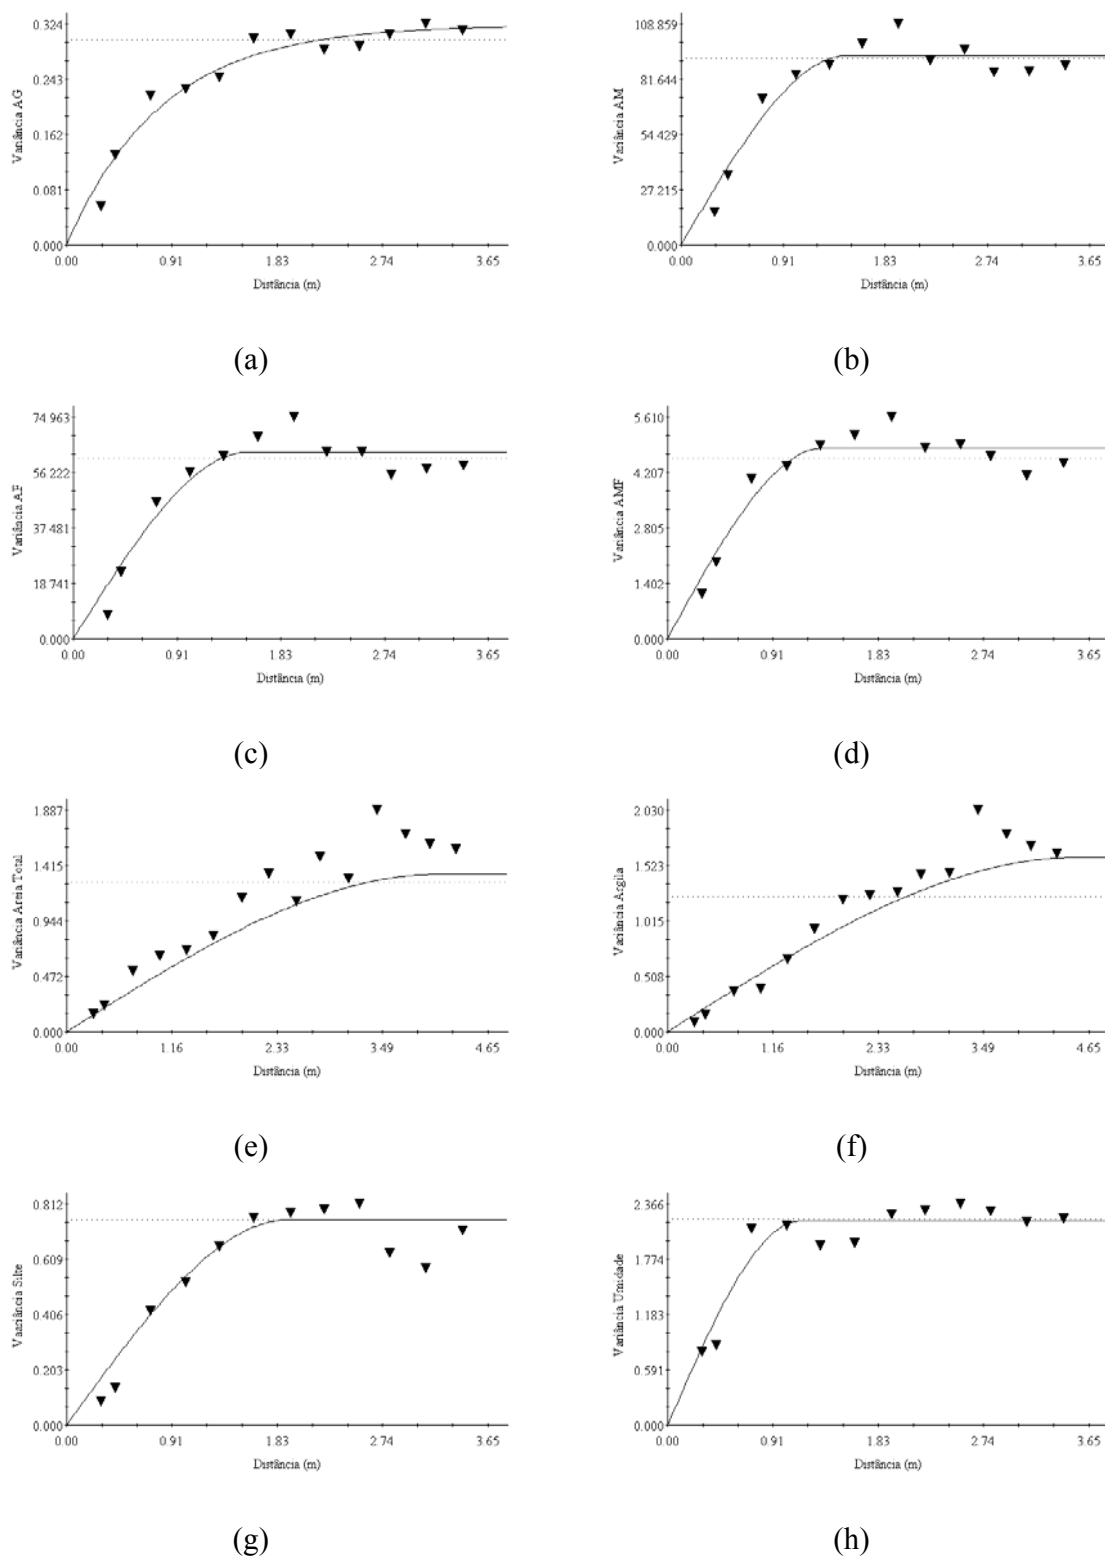 0.324
0.243
0.162
0.081
0.000
Variância AG
0.00 0.91 1.83 2.74 3.65
Distância (m)
(a)
108.859
81.644
54.429
27.215
0.000
Variância AM
0.00 0.91 1.83 2.74 3.65
Distância (m)
(b)
74.963
56.222
37.481
18.741
0.000
Variância AF
0.00 0.91 1.83 2.74 3.65
Distância (m)
(c)
5.610
4.207
2.805
1.402
0.000
Variância AMF
0.00 0.91 1.83 2.74 3.65
Distância (m)
(d)
1.887
1.415
0.944
0.472
0.000
Variância Areia Total
0.00 1.16 2.33 3.49 4.65
Distância (m)
(e)
2.030
1.523
1.015
0.508
0.000
Variância Argila
0.00 1.16 2.33 3.49 4.65
Distância (m)
(f)
0.812
0.609
0.406
0.203
0.000
Vaariância Silte
0.00 0.91 1.83 2.74 3.65
Distância (m)
(g)
2.366
1.774
1.183
0.591
0.000
Variância Umidade
0.00 0.91 1.83 2.74 3.65
Distância (m)
(h)